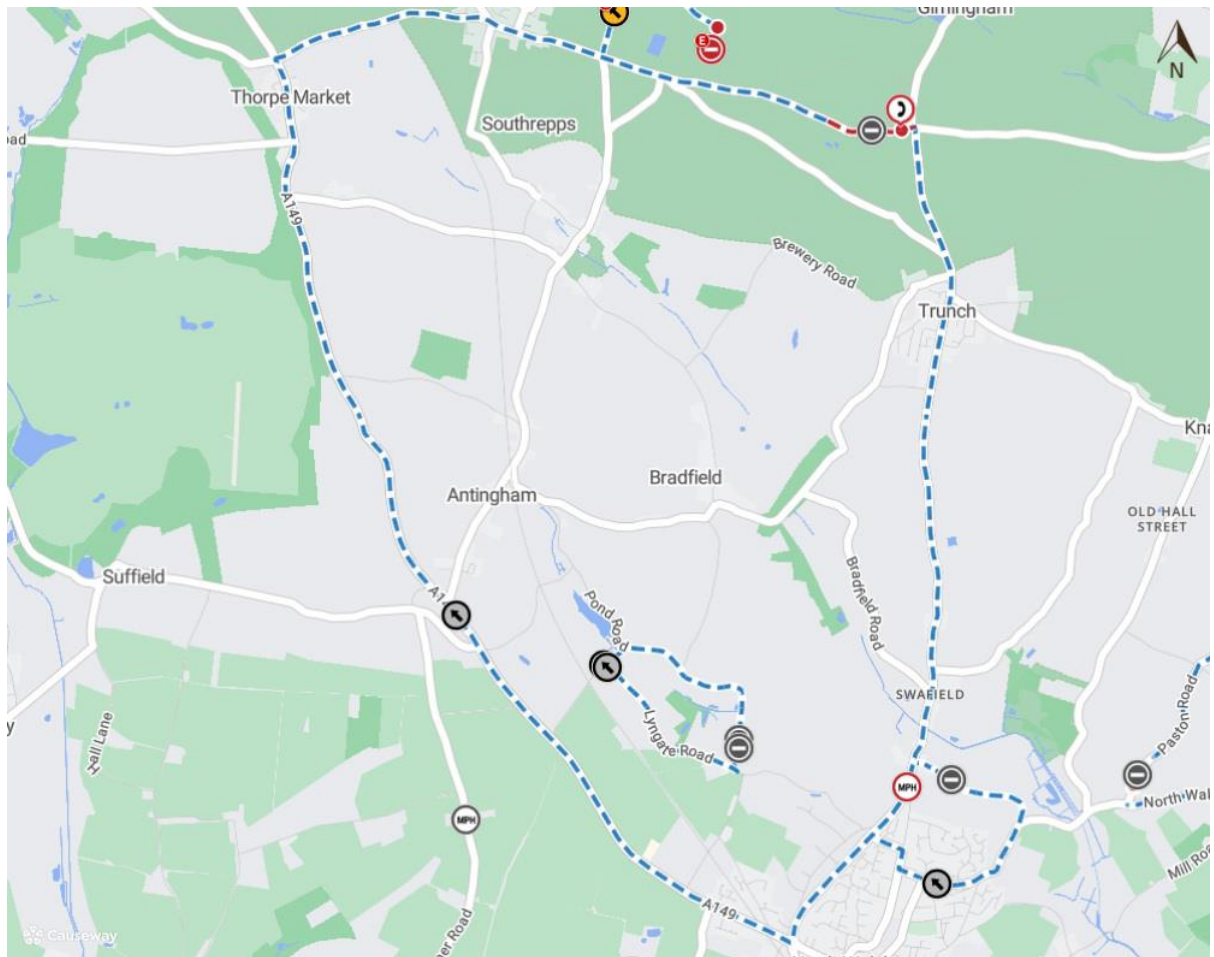 Gimingham
N
E
Thorpe Market
Southrepps
A149
Brewery Road
Trunch
Bradfield
Antingham
OLD HALL
STREET
Suffield
Pond Road
Bradfield Road
SWAFIELD
Paston Road
Hall Lane
Lyngate Road
MPH
MPH
North Wal
Mill Ro
A149
Causeway